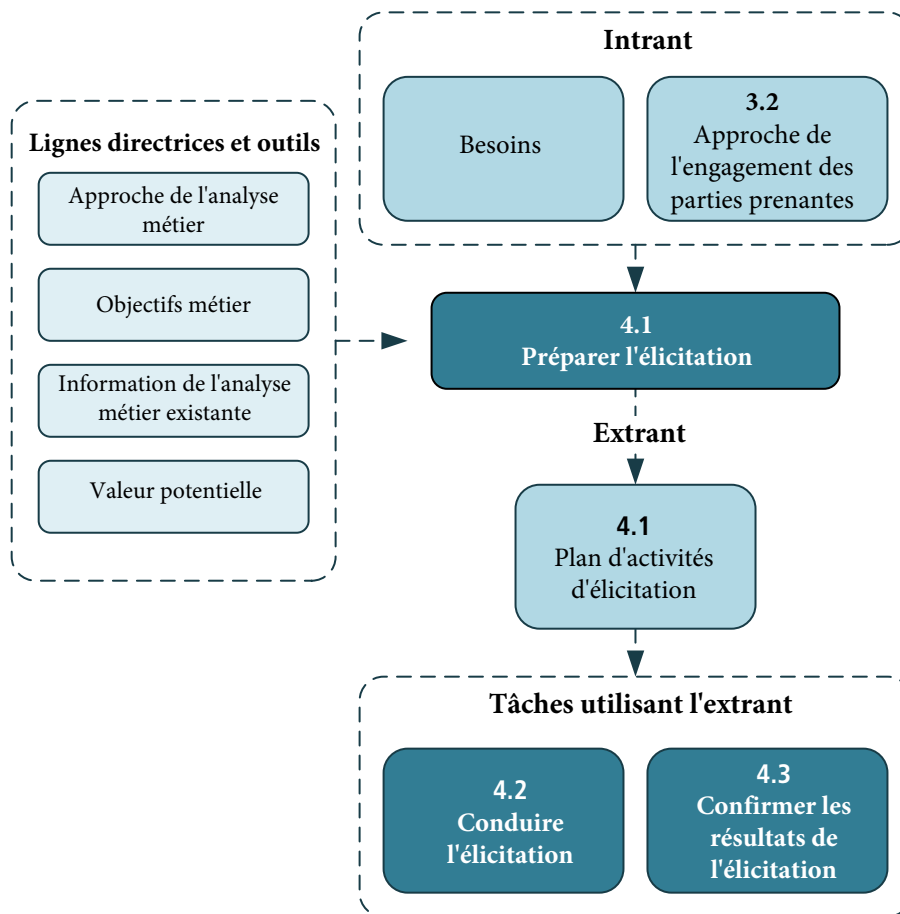 Intrant
Besoins
3.2
Approche de
l'engagement des
parties prenantes
Lignes directrices et outils
Approche de l'analyse
métier
Objectifs métier
Information de l'analyse
métier existante
Valeur potentielle
4.1
Préparer l'élicitation
Extrant
4.1
Plan d'activités
d'élicitation
Tâches utilisant l'extrant
4.2
Conduire
l'élicitation
4.3
Confirmer les
résultats de
l'élicitation